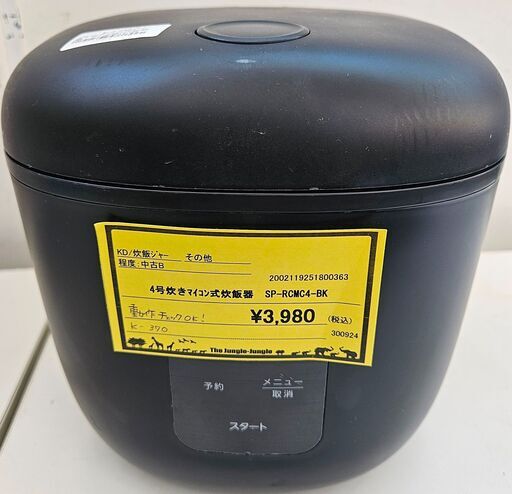 KD/炊飯ジャー その他
程度:中古B
2002119251800363
4号炊きマイコン式炊飯器 SP-RCMC4-BK
動作チェックOK!
¥3,980 (税込)
K-370
300924
The Jungle-Jungle
予約 メニュー
取消
スタート